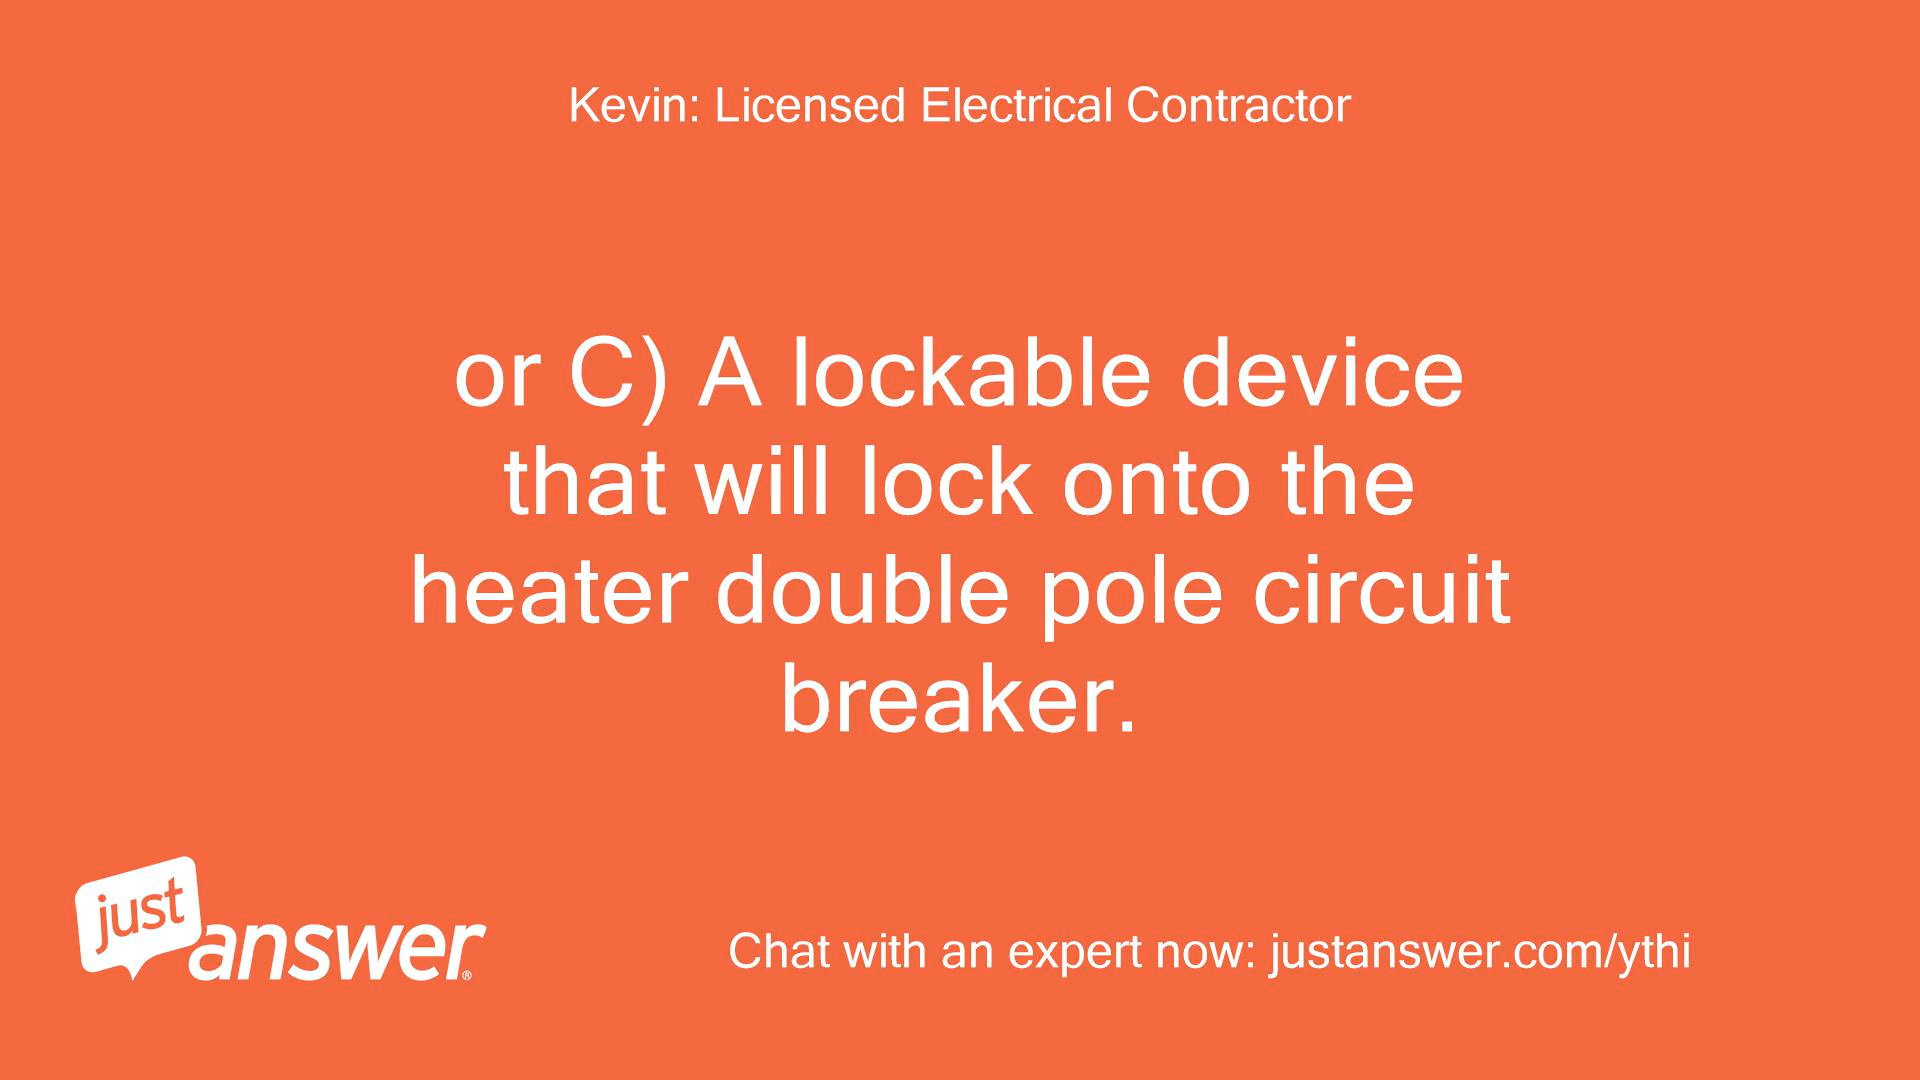 Kevin: Licensed Electrical Contractor
or C) A lockable device
that will lock onto the
heater double pole circuit
breaker.
just
answer®
Chat with an expert now: justanswer.com/ythi